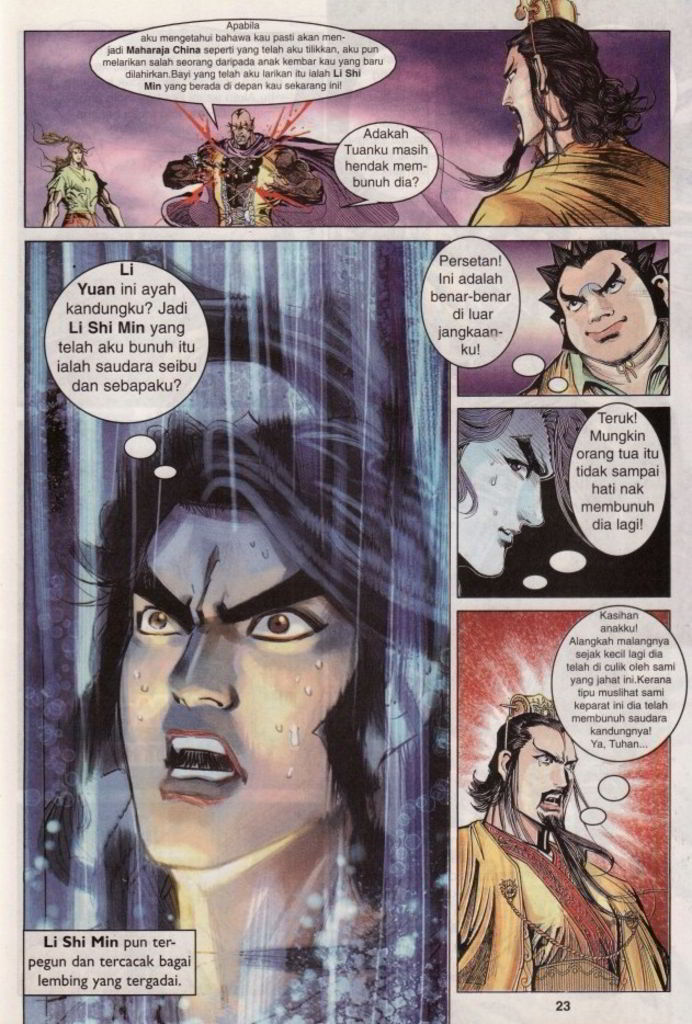 Apabila
aku mengetahui bahawa kau pasti akan men-
jadi Maharaja China seperti yang telah aku tilikkan, aku pun
melarikan salah seorang daripada anak kembar kau yang baru
dilahirkan.Bayi yang telah aku larikan itu ialah Li Shi
Min yang berada di depan kau sekarang ini!
Adakah
Tuanku masih
hendak mem-
bunuh dia?
Li
Yuan ini ayah
kandungku? Jadi
Li Shi Min yang
telah aku bunuh itu
ialah saudara seibu
dan sebapaku?
Persetan!
Ini adalah
benar-benar
di luar
jangkaan-
ku!
Teruk!
Mungkin
orang tua itu
tidak sampai
hati nak
membunuh
dia lagi!
Kasihan
anakku!
Alangkah malangnya
sejak kecil lagi dia
telah di culik oleh sami
yang jahat ini.Kerana
tipu muslihat sami
keparat ini dia telah
membunuh saudara
kandungnya!
Ya, Tuhan...
Li Shi Min pun ter-
pegun dan tercacak bagai
lembing yang tergadai.
23